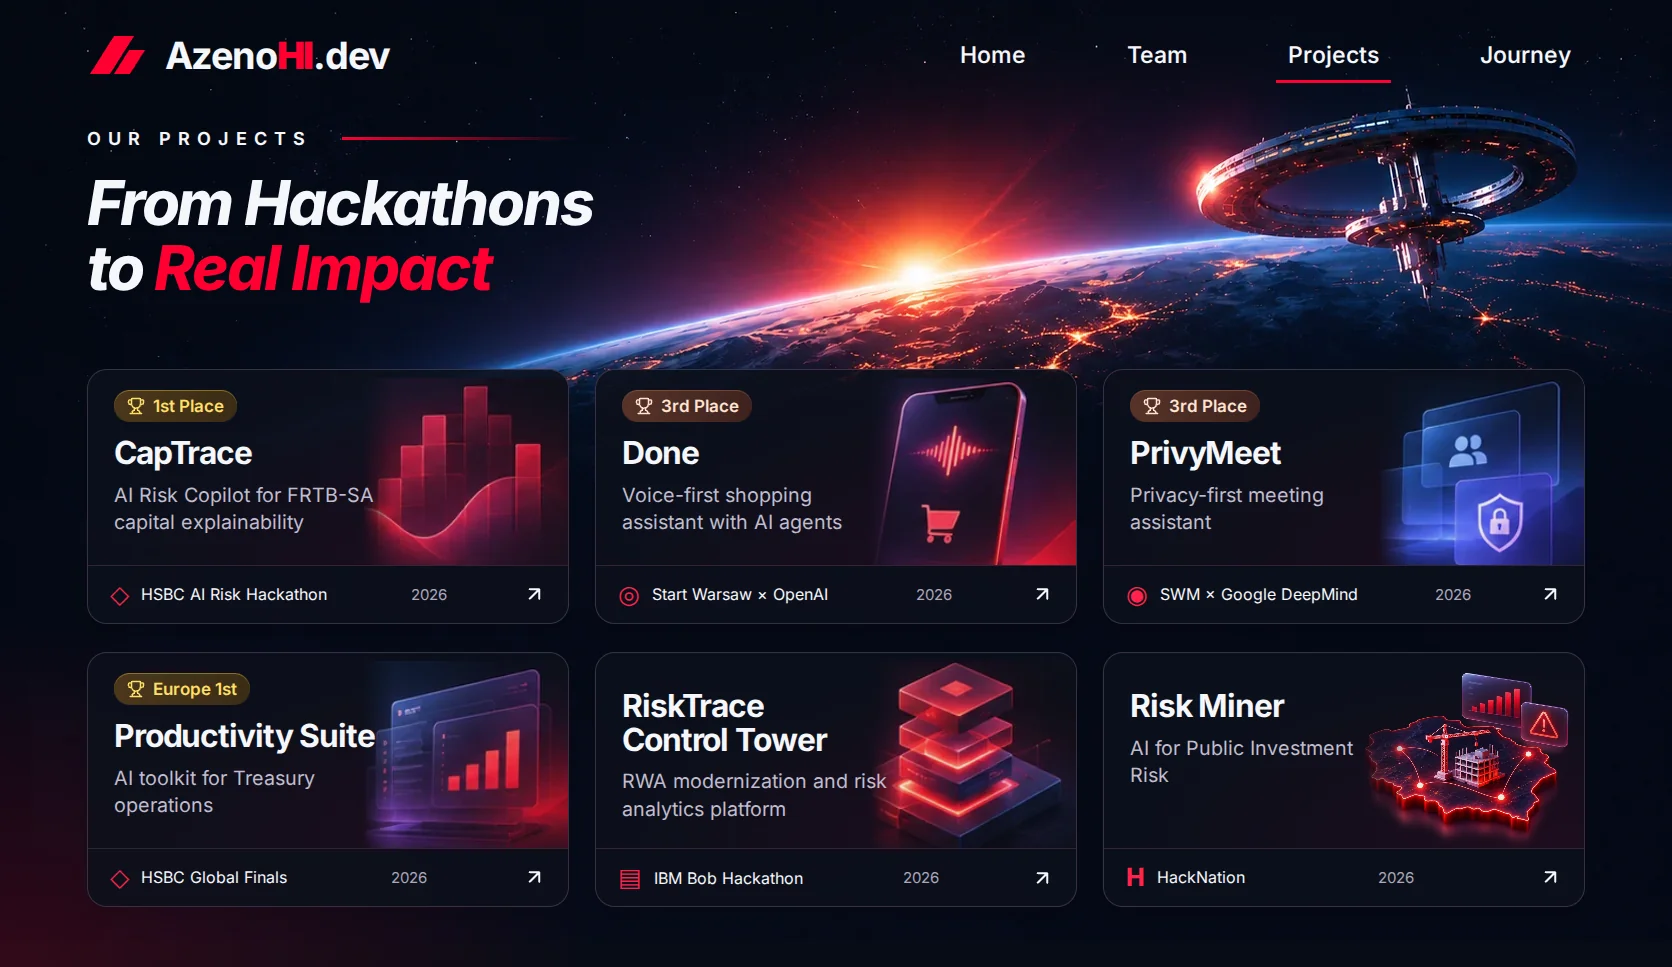 AzenoHI.dev
Home
Team
Projects
Journey
OUR PROJECTS
From Hackathons
to Real Impact
1st Place
CapTrace
AI Risk Copilot for FRTB-SA
capital explainability
HSBC AI Risk Hackathon
2026
3rd Place
Done
Voice-first shopping
assistant with AI agents
Start Warsaw × OpenAI
2026
3rd Place
PrivyMeet
Privacy-first meeting
assistant
SWM × Google DeepMind
2026
Europe 1st
Productivity Suite
AI toolkit for Treasury
operations
HSBC Global Finals
2026
RiskTrace
Control Tower
RWA modernization and risk
analytics platform
IBM Bob Hackathon
2026
Risk Miner
AI for Public Investment
Risk
H HackNation
2026